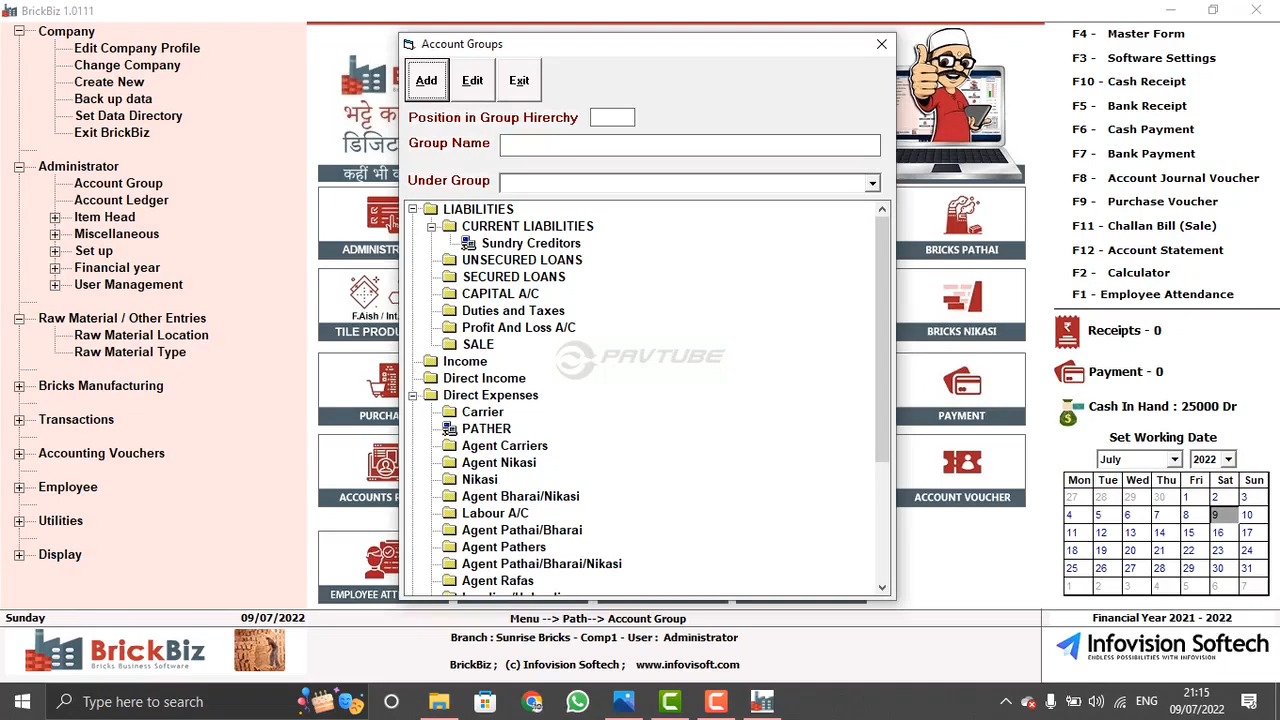 BrickBiz 1.0111
Company
Edit Company Profile
Change Company
Create New
Back up data
Set Data Directory
Exit BrickBiz
Administrator
Account Group
Account Ledger
Item Head
Miscellaneous
Set up
Financial year
User Management
Raw Material / Other Entries
Raw Material Location
Raw Material Type
Bricks Manufacturing
Transactions
Accounting Vouchers
Employee
Utilities
Display
भट्टे क
डिजिट
कहीं भी क
ADMINISTR
TILE PRODU
F.Aish / Int.
PURCHA
ACCOUNTS R
EMPLOYEE ATT
Account Groups
Add Edit Exit
Position in Group Hirerchy
Group Name
Under Group
LIABILITIES
CURRENT LIABILITIES
Sundry Creditors
UNSECURED LOANS
SECURED LOANS
CAPITAL A/C
Duties and Taxes
Profit And Loss A/C
SALE
Income
Direct Income
Direct Expenses
Carrier
PATHER
Agent Carriers
Agent Nikasi
Nikasi
Agent Bharai/Nikasi
Labour A/C
Agent Pathai/Bharai
Agent Pathers
Agent Pathai/Bharai/Nikasi
Agent Rafas
PAVTUBE
BRICKS PATHAI
BRICKS NIKASI
PAYMENT
ACCOUNT VOUCHER
F4 - Master Form
F3 - Software Settings
F10 - Cash Receipt
F5 - Bank Receipt
F6 - Cash Payment
F7 - Bank Payment
F8 - Account Journal Voucher
F9 - Purchase Voucher
F11 - Challan Bill (Sale)
F12 - Account Statement
F2 - Calculator
F1 - Employee Attendance
Receipts - 0
Payment - 0
Cash In Hand : 25000 Dr
Set Working Date
July 2022
Mon Tue Wed Thu Fri Sat Sun
27 28 29 30 1 2 3
4 5 6 7 8 9 10
11 12 13 14 15 16 17
18 19 20 21 22 23 24
25 26 27 28 29 30 31
1 2 3 4 5 6 7
Sunday 09/07/2022
Menu --> Path--> Account Group
Financial Year 2021 - 2022
BrickBiz
Bricks Business Software
Branch : Sunrise Bricks - Comp1 - User : Administrator
BrickBiz ; (c) Infovision Softech ; www.infovisoft.com
Infovision Softech
ENDLESS POSSIBILITIES WITH INFOVISION
Type here to search
ENG
21:15
09/07/2022